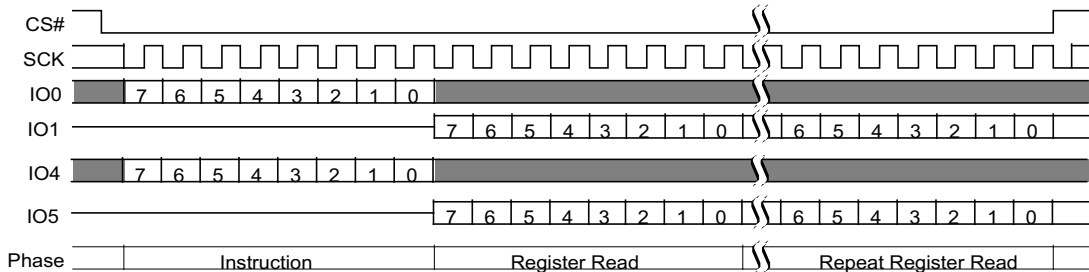 CS#
SCK
IO0 7 6 5 4 3 2 1 0
IO1 7 6 5 4 3 2 1 0 6 5 4 3 2 1 0
IO4 7 6 5 4 3 2 1 0
IO5 7 6 5 4 3 2 1 0 6 5 4 3 2 1 0
Phase Instruction Register Read Repeat Register Read